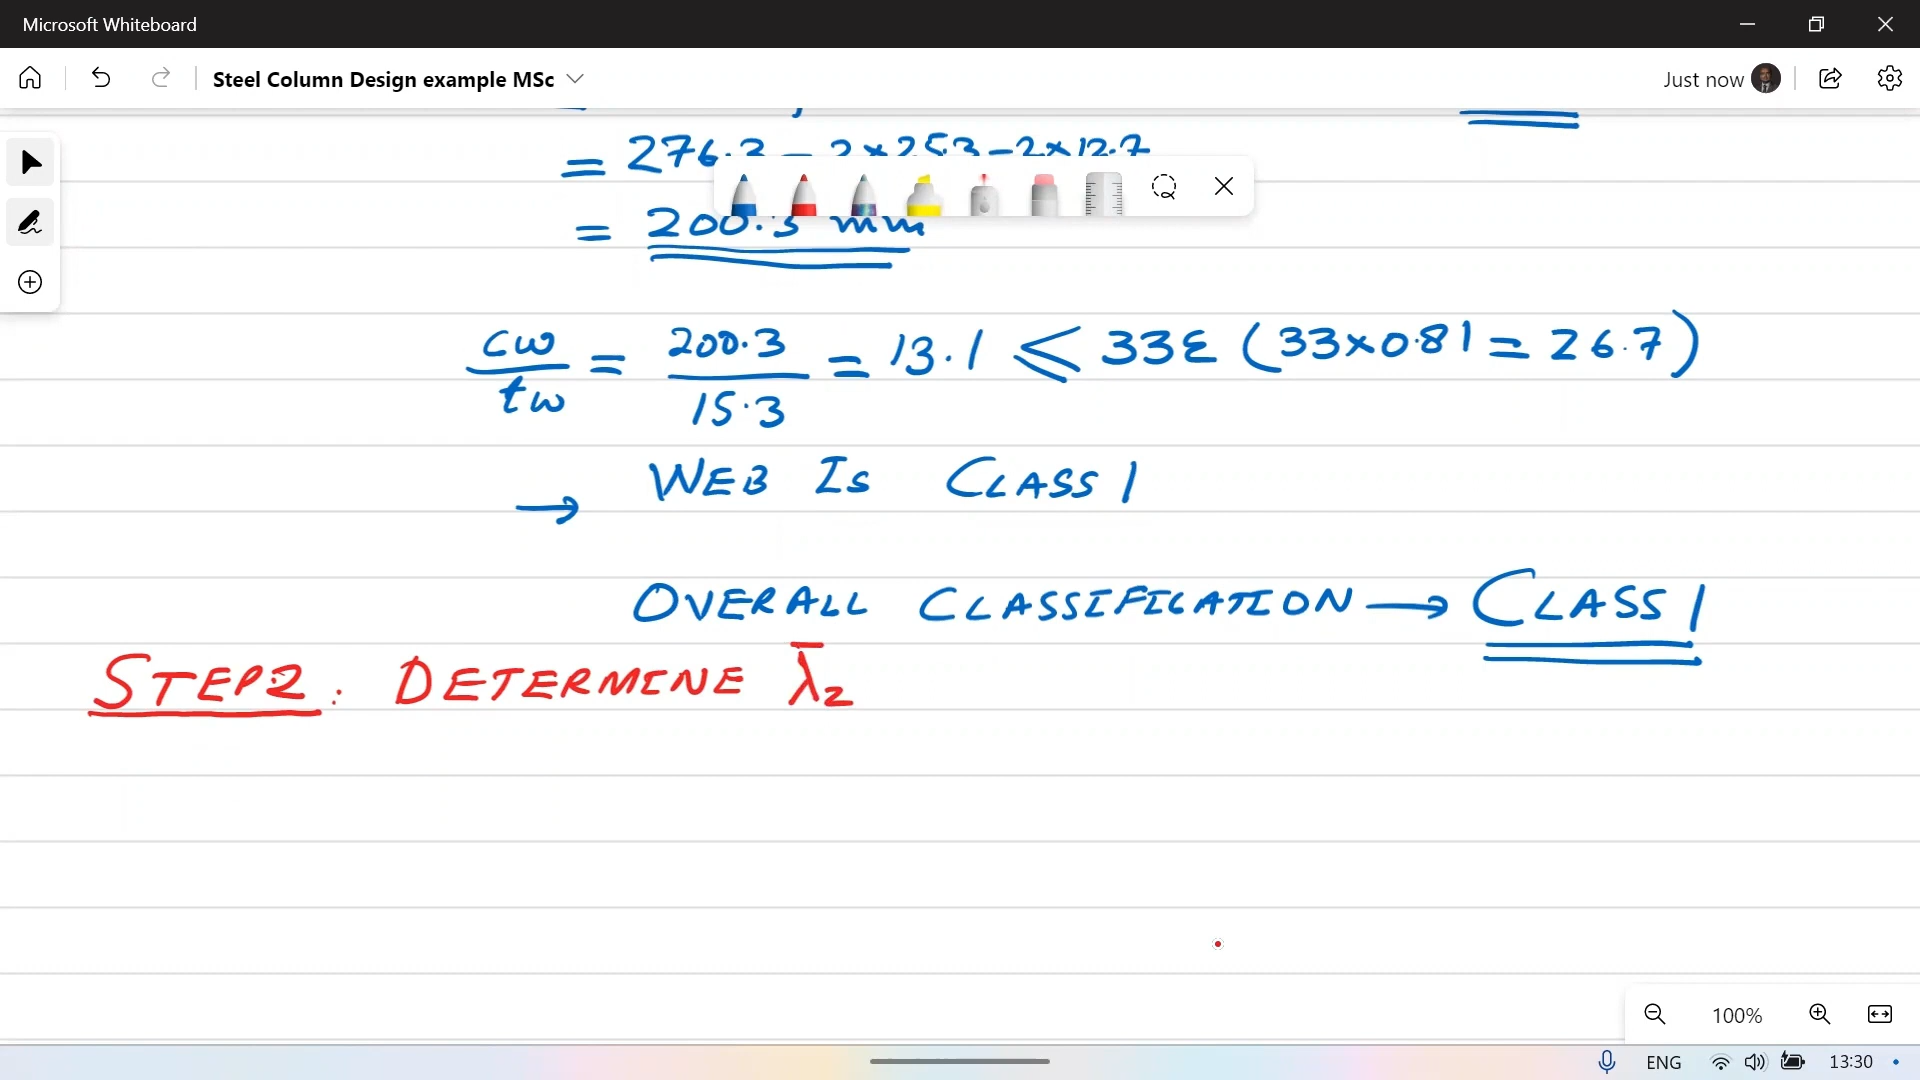 Microsoft Whiteboard
Steel Column Design example MSc
Just now
= 276.3 - 2×25.3-2×12.7
= 200.3 mm
cw/tw = 200.3/15.3 = 13.1 ≤ 33ε (33×0.81 = 26.7)
→ WEB IS CLASS 1
OVERALL CLASSIFICATION → CLASS 1
STEP2: DETERMINE λ̄z
100%
ENG 13:30